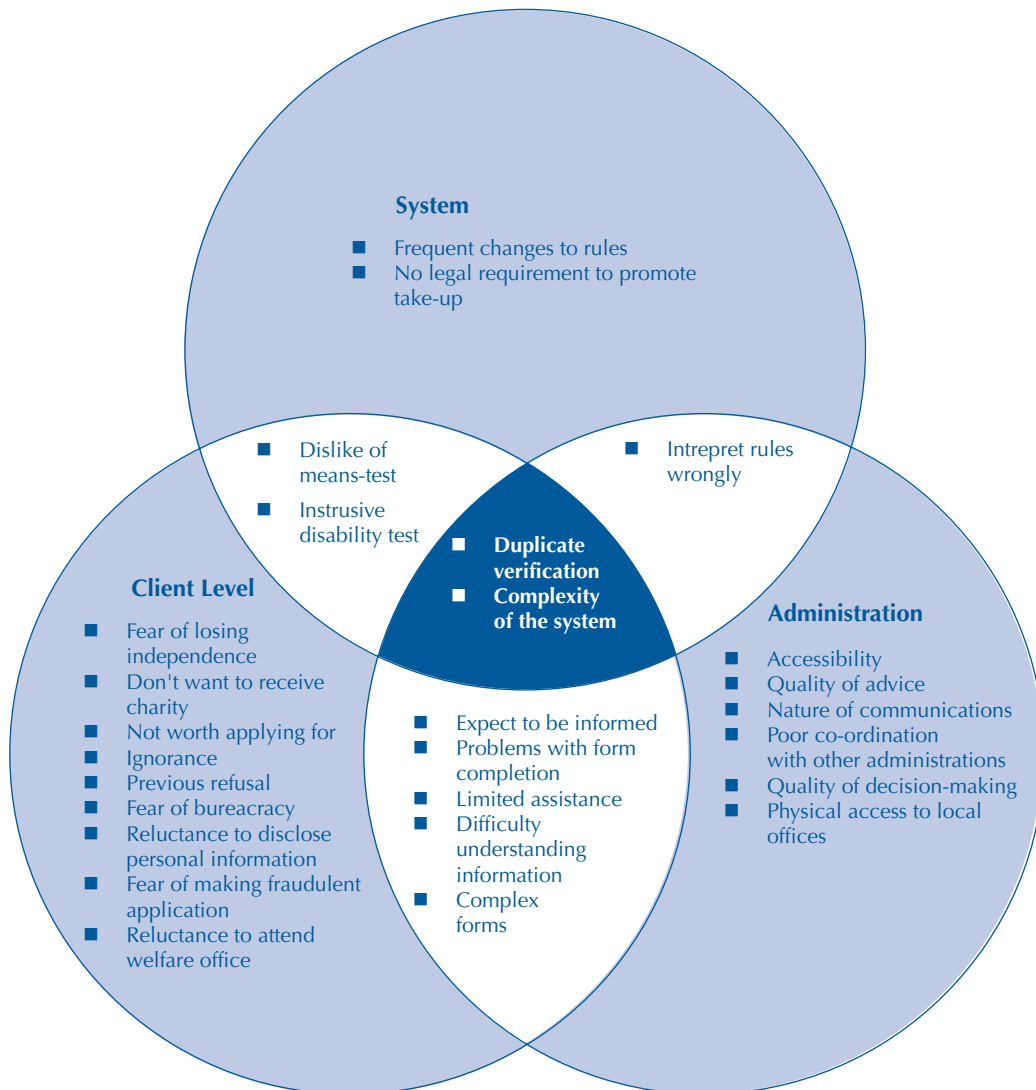 System
Frequent changes to rules
No legal requirement to promote
take-up
Dislike of
means-test
Instrusive
disability test
Intrepret rules
wrongly
Duplicate
verification
Complexity
of the system
Client Level
Fear of losing
independence
Don't want to receive
charity
Not worth applying for
Ignorance
Previous refusal
Fear of bureacracy
Reluctance to disclose
personal information
Fear of making fraudulent
application
Reluctance to attend
welfare office
Expect to be informed
Problems with form
completion
Limited assistance
Difficulty
understanding
information
Complex
forms
Administration
Accessibility
Quality of advice
Nature of communications
Poor co-ordination
with other administrations
Quality of decision-making
Physical access to local
offices